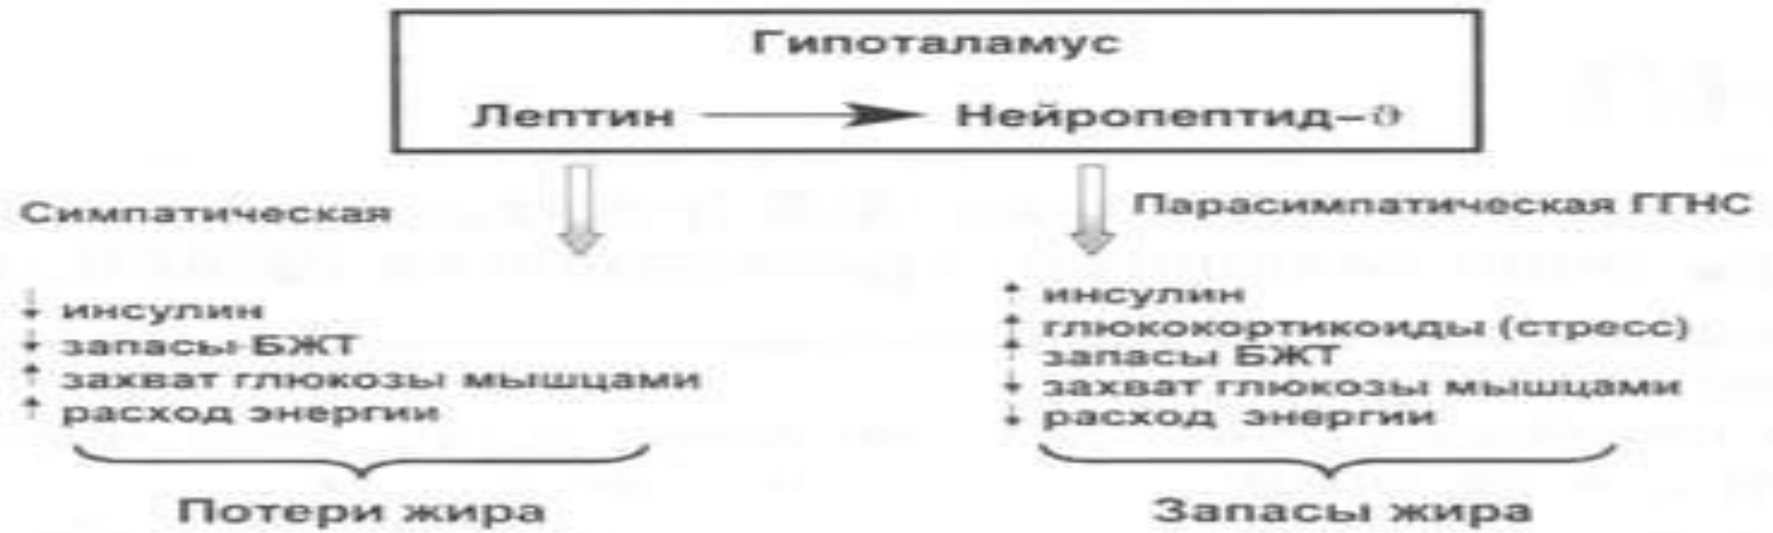 Гипоталамус
Лептин → Нейропептид-ϑ
Симпатическая
Парасимпатическая ГГНС
↓ инсулин
↓ запасы БЖТ
↑ захват глюкозы мышцами
↑ расход энергии
Потери жира
↑ инсулин
↑ глюкокортикоиды (стресс)
↑ запасы БЖТ
↓ захват глюкозы мышцами
↓ расход энергии
Запасы жира